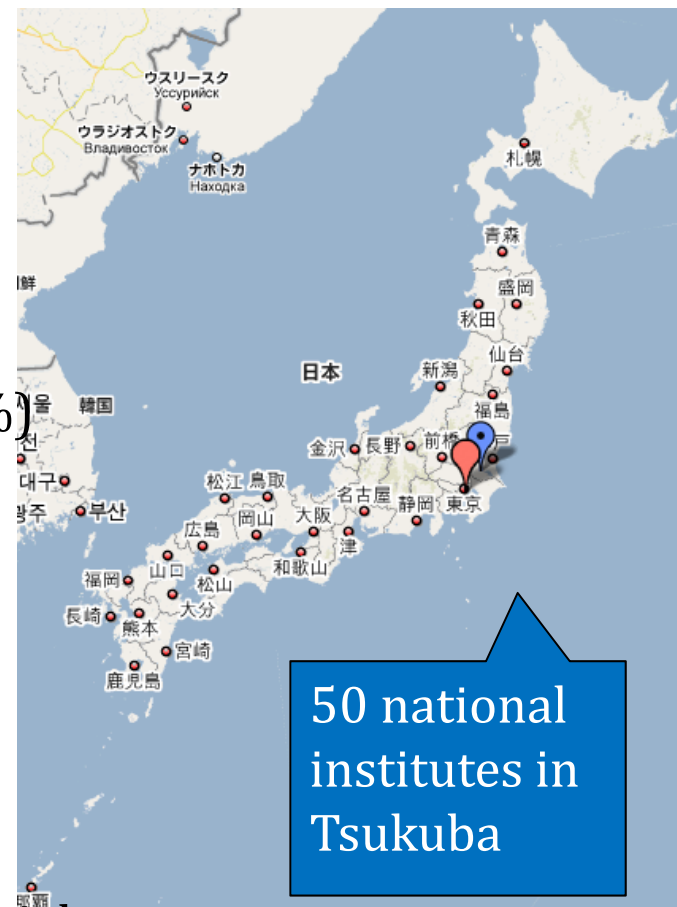 ウスリースク
Уссурийск
ウラジオストク
Владивосток
ナホトカ
Находка
札幌
青森
盛岡
秋田
仙台
新潟
福島
日本
韓国
%)
金沢
長野
前橋
대구
부산
松江
鳥取
名古屋
静岡
東京
岡山
大阪
津
広島
和歌山
山口
松山
福岡
大分
長崎
熊本
宮崎
鹿児島
50 national
institutes in
Tsukuba
那覇